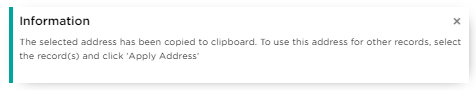 Information ×
The selected address has been copied to clipboard. To use this address for other records, select
the record(s) and click 'Apply Address'